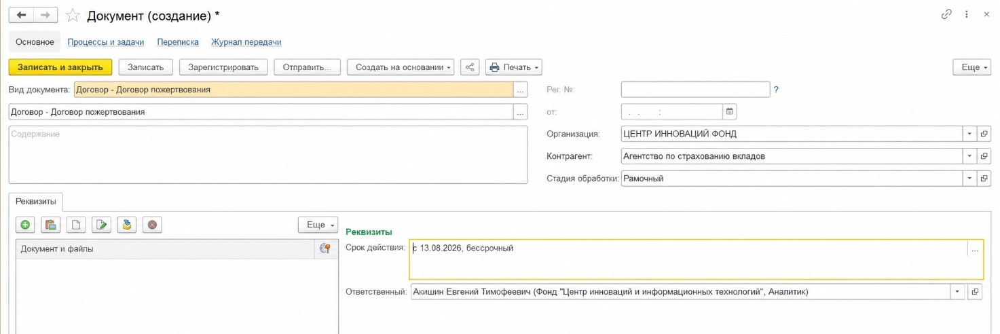 Документ (создание) *
Основное Процессы и задачи Переписка Журнал передачи
Записать и закрыть Записать Зарегистрировать Отправить... Создать на основании Печать Еще
Вид документа: Договор - Договор пожертвования ... Рег. №: ?
Договор - Договор пожертвования ... от: . . :
Содержание Организация: ЦЕНТР ИННОВАЦИЙ ФОНД
Контрагент: Агентство по страхованию вкладов
Стадия обработки: Рамочный
Реквизиты
Еще Реквизиты
Документ и файлы Срок действия: с 13.08.2026, бессрочный ...
Ответственный: Акишин Евгений Тимофеевич (Фонд "Центр инноваций и информационных технологий", Аналитик)